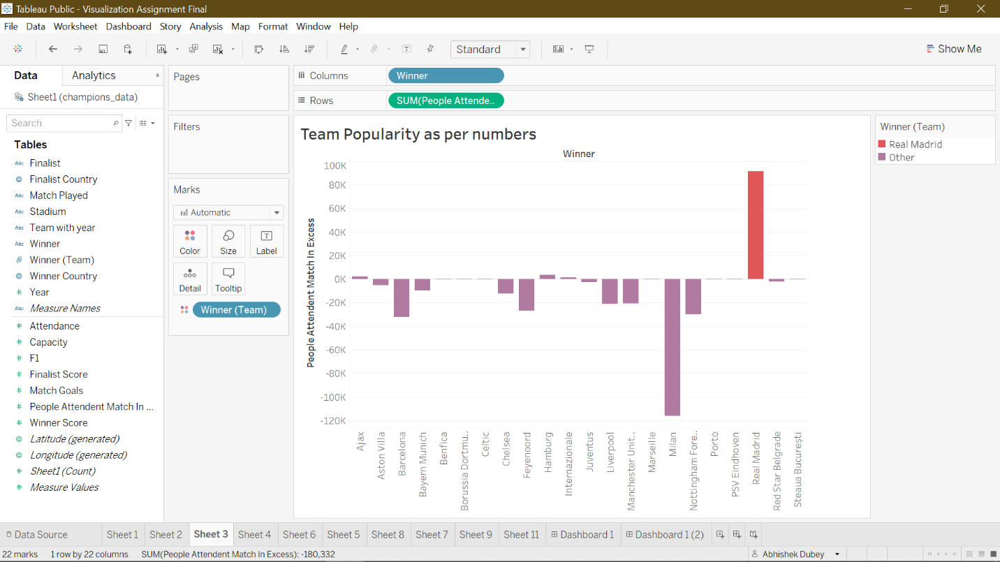 Tableau Public - Visualization Assignment Final
File Data Worksheet Dashboard Story Analysis Map Format Window Help
Standard
Show Me
Data
Analytics
Sheet1 (champions_data)
Search
Tables
Abc Finalist
Finalist Country
Abc Match Played
Abc Stadium
Abc Team with year
Abc Winner
Winner (Team)
Winner Country
# Year
Abc Measure Names
# Attendance
# Capacity
# F1
# Finalist Score
# Match Goals
# People Attendent Match In ...
# Winner Score
Latitude (generated)
Longitude (generated)
# Sheet1 (Count)
# Measure Values
Pages
Filters
Marks
Automatic
Color
Size
T
Label
Detail
Tooltip
Winner (Team)
Columns
Winner
Rows
SUM(People Attende..
Team Popularity as per numbers
Winner
People Attendent Match In Excess
100K
80K
60K
40K
20K
0K
-20K
-40K
-60K
-80K
-100K
-120K
Ajax
Aston Villa
Barcelona
Bayern Munich
Benfica
Borussia Dortmu..
Celtic
Chelsea
Feyenoord
Hamburg
Internazionale
Juventus
Liverpool
Manchester Unit..
Marseille
Milan
Nottingham Fore..
Porto
PSV Eindhoven
Real Madrid
Red Star Belgrade
Steaua București
Winner (Team)
Real Madrid
Other
Data Source
Sheet 1
Sheet 2
Sheet 3
Sheet 4
Sheet 6
Sheet 5
Sheet 8
Sheet 7
Sheet 9
Sheet 11
Dashboard 1
Dashboard 1 (2)
22 marks
1 row by 22 columns
SUM(People Attendent Match In Excess): -180,332
Abhishek Dubey